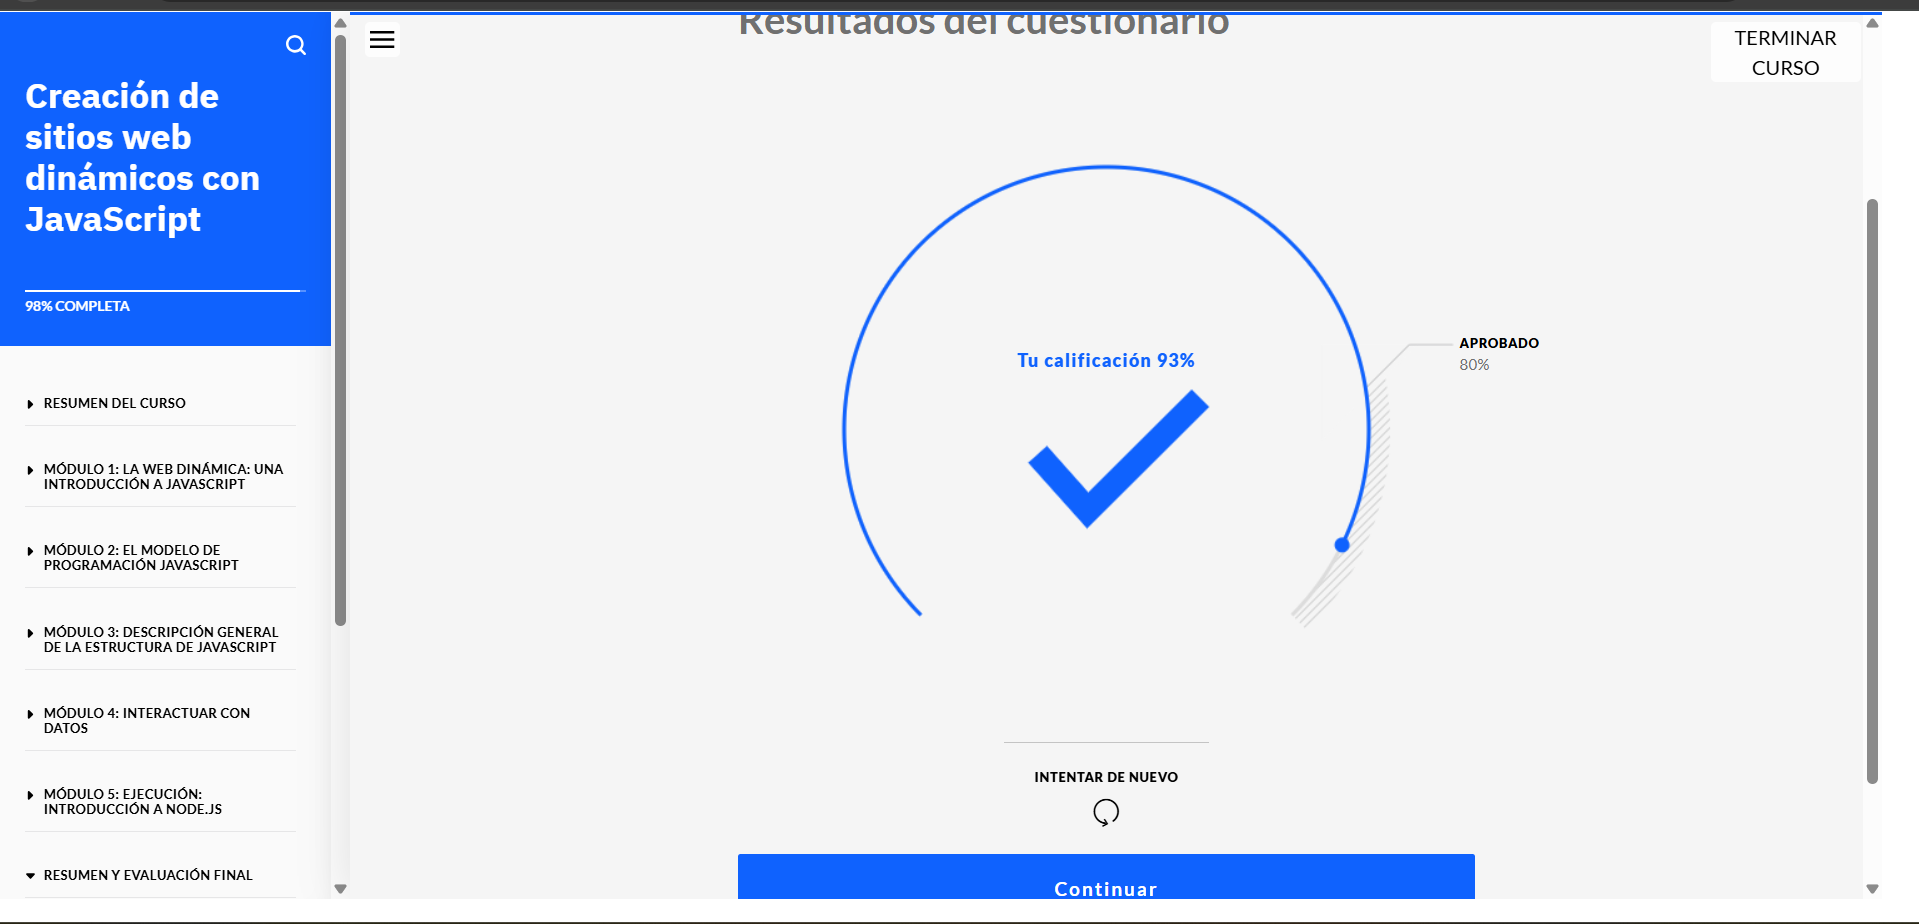 Creación de
sitios web
dinámicos con
JavaScript
98% COMPLETA
RESUMEN DEL CURSO
MÓDULO 1: LA WEB DINÁMICA: UNA
INTRODUCCIÓN A JAVASCRIPT
MÓDULO 2: EL MODELO DE
PROGRAMACIÓN JAVASCRIPT
MÓDULO 3: DESCRIPCIÓN GENERAL
DE LA ESTRUCTURA DE JAVASCRIPT
MÓDULO 4: INTERACTUAR CON
DATOS
MÓDULO 5: EJECUCIÓN:
INTRODUCCIÓN A NODE.JS
RESUMEN Y EVALUACIÓN FINAL
Resultados del cuestionario
TERMINAR
CURSO
Tu calificación 93%
APROBADO
80%
INTENTAR DE NUEVO
Continuar